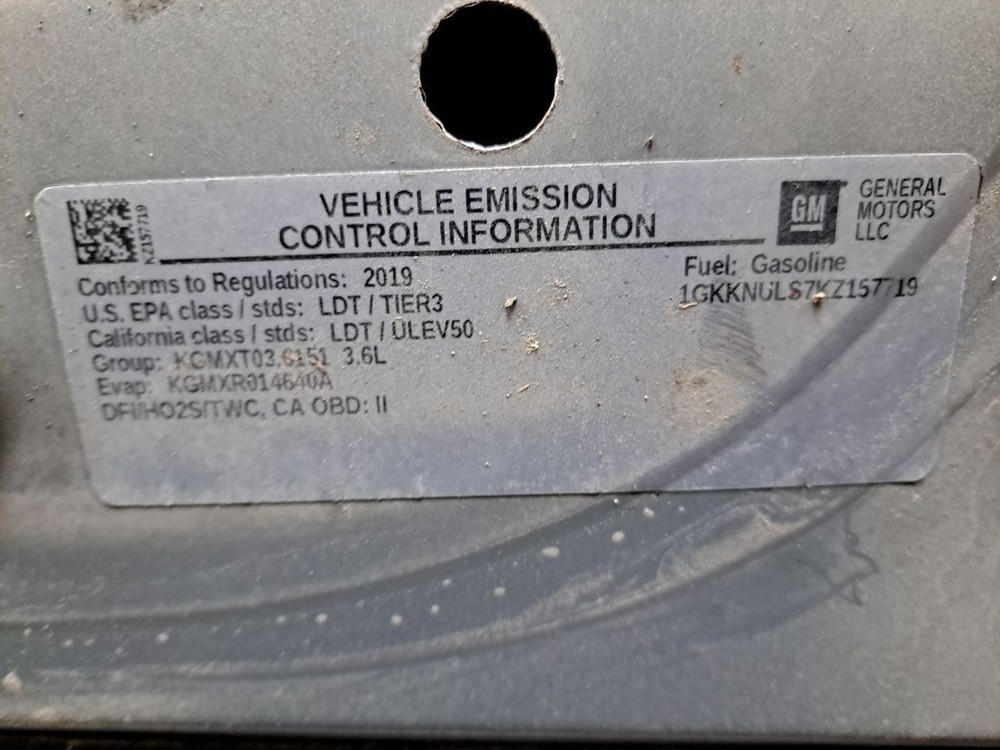 KZ157719
VEHICLE EMISSION
CONTROL INFORMATION
GM
GENERAL
MOTORS
LLC
Conforms to Regulations: 2019
U.S. EPA class / stds: LDT / TIER3
California class / stds: LDT / ULEV50
Group: KGMXT03.6151 3.6L
Evap: KGMXR014640A
DFI/HO2S/TWC, CA OBD: II
Fuel: Gasoline
1GKKNULS7KZ157719